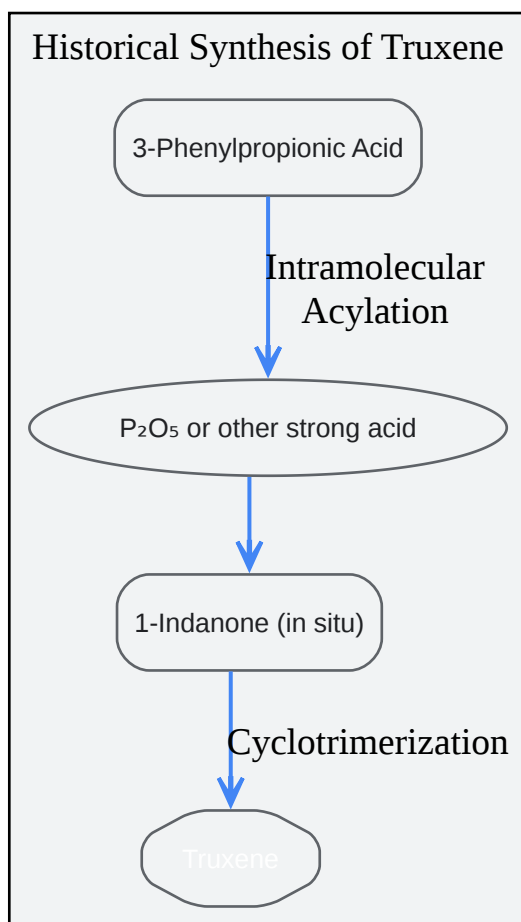 Historical Synthesis of Truxene
3-Phenylpropionic Acid
Intramolecular
Acylation
P₂O₅ or other strong acid
1-Indanone (in situ)
Cyclotrimerization
Truxene